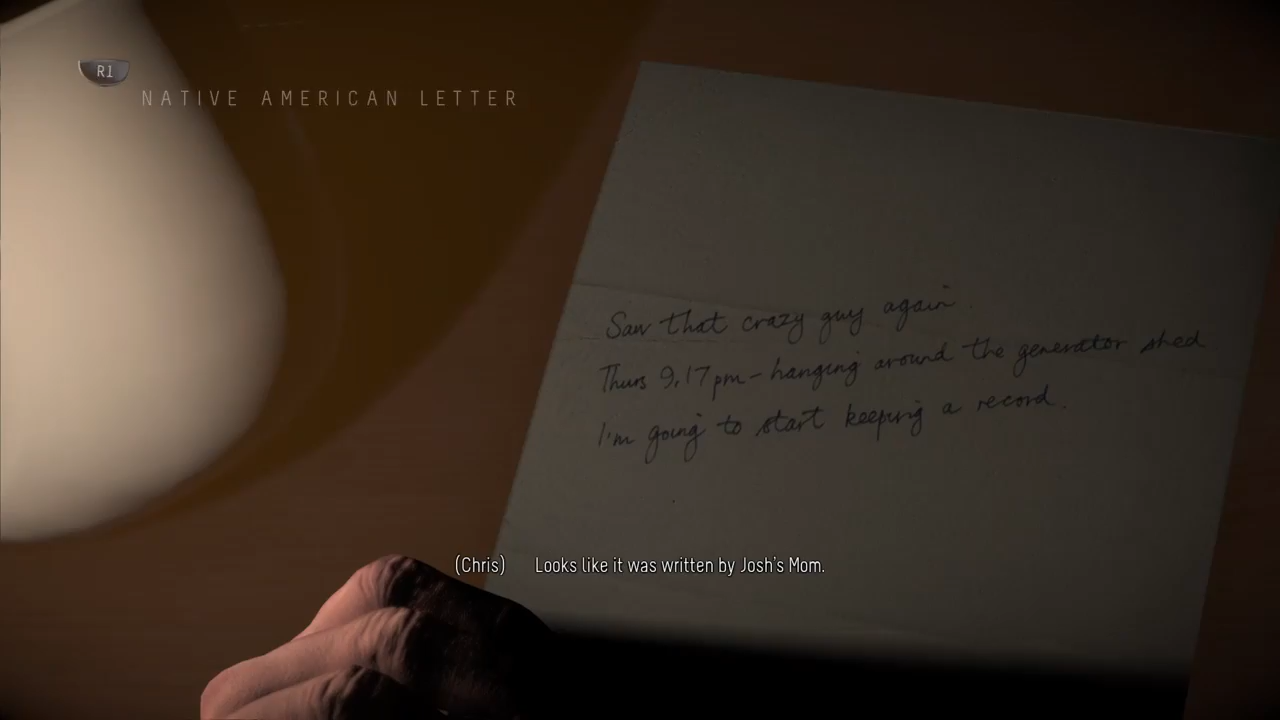 R1
NATIVE AMERICAN LETTER
Saw that crazy guy again.
Thurs 9.17pm - hanging around the generator shed
I'm going to start keeping a record.
(Chris) Looks like it was written by Josh's Mom.